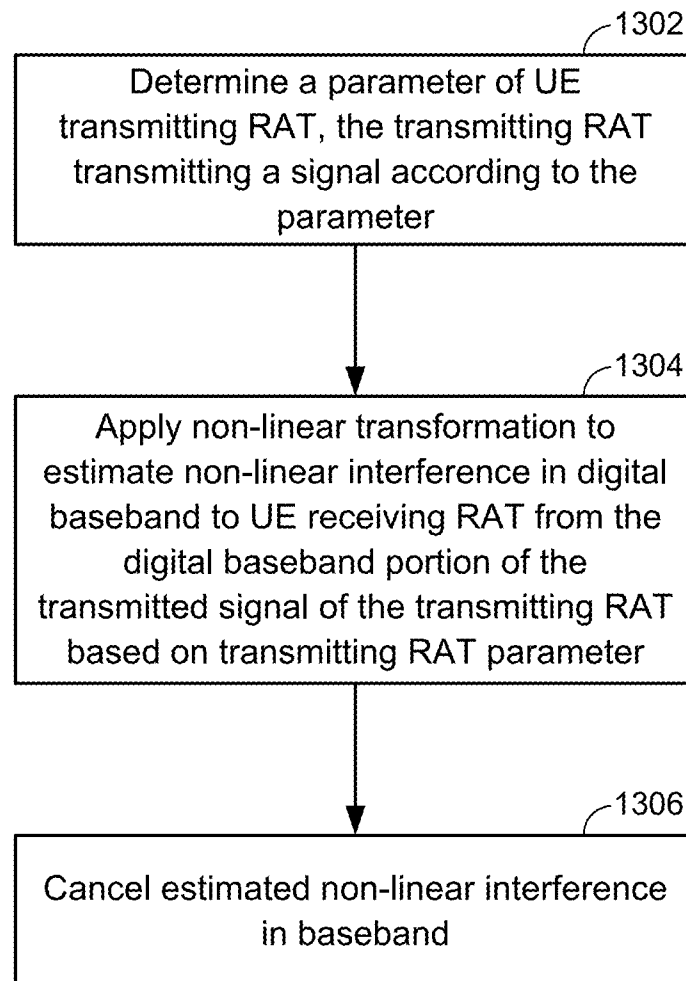 1302
Determine a parameter of UE
transmitting RAT, the transmitting RAT
transmitting a signal according to the
parameter
1304
Apply non-linear transformation to
estimate non-linear interference in digital
baseband to UE receiving RAT from the
digital baseband portion of the
transmitted signal of the transmitting RAT
based on transmitting RAT parameter
1306
Cancel estimated non-linear interference
in baseband